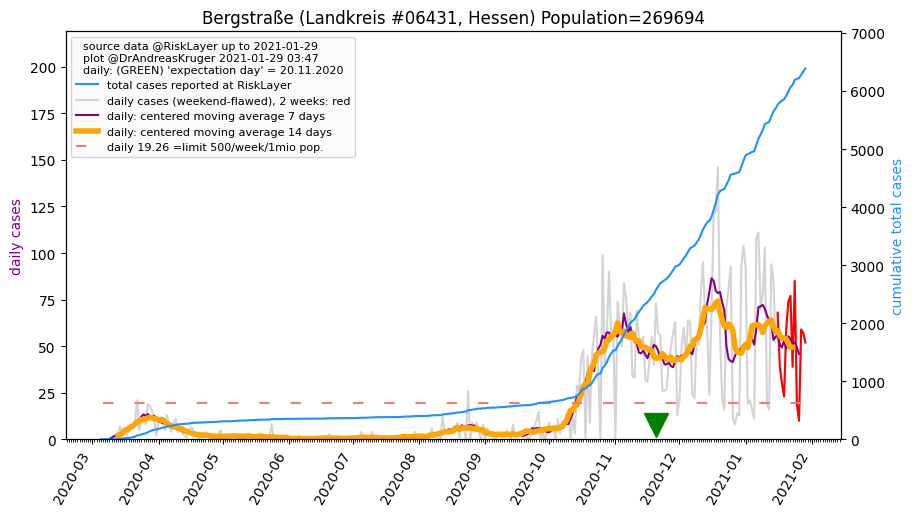 Bergstraße (Landkreis #06431, Hessen) Population=269694
source data @RiskLayer up to 2021-01-29
plot @DrAndreasKruger 2021-01-29 03:47
daily: (GREEN) 'expectation day' = 20.11.2020
total cases reported at RiskLayer
daily cases (weekend-flawed), 2 weeks: red
daily: centered moving average 7 days
daily: centered moving average 14 days
daily 19.26 =limit 500/week/1mio pop.
daily cases
200
175
150
125
100
75
50
25
0
7000
6000
5000
4000
3000
2000
1000
0
cumulative total cases
2020-03
2020-04
2020-05
2020-06
2020-07
2020-08
2020-09
2020-10
2020-11
2020-12
2021-01
2021-02